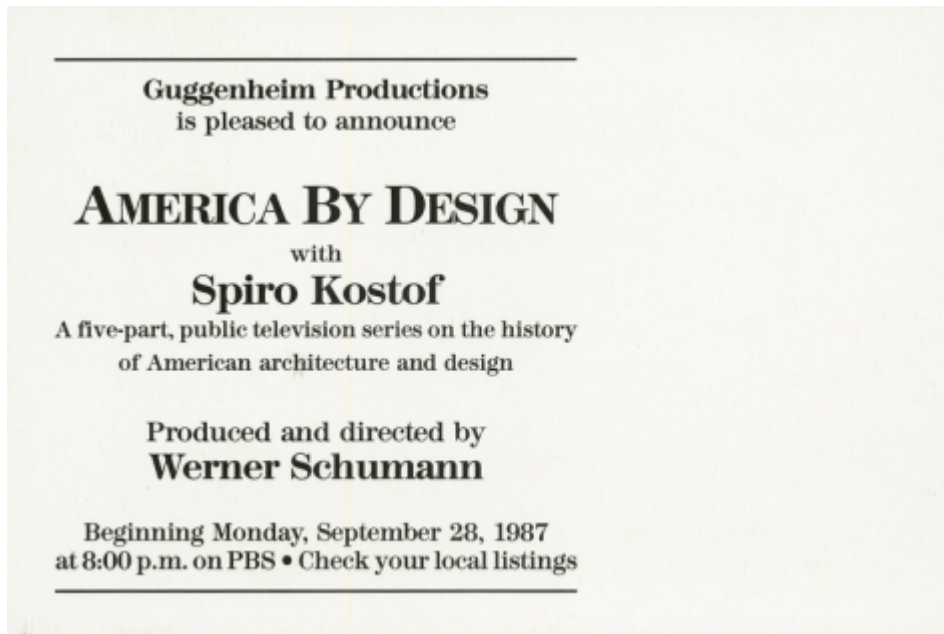 Guggenheim Productions
is pleased to announce
AMERICA BY DESIGN
with
Spiro Kostof
A five-part, public television series on the history
of American architecture and design
Produced and directed by
Werner Schumann
Beginning Monday, September 28, 1987
at 8:00 p.m. on PBS • Check your local listings